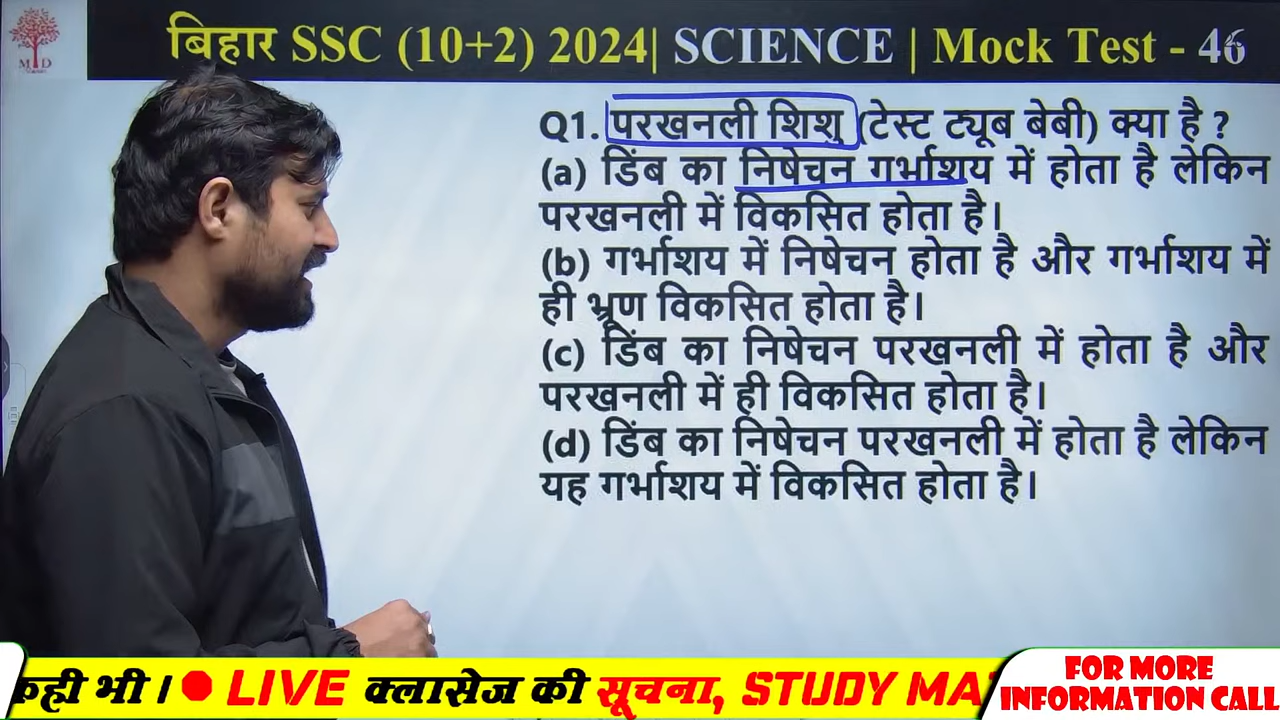 बिहार SSC (10+2) 2024| SCIENCE | Mock Test - 46
M D
Q1. परखनली शिशु (टेस्ट ट्यूब बेबी) क्या है ?
(a) डिंब का निषेचन गर्भाशय में होता है लेकिन
परखनली में विकसित होता है।
(b) गर्भाशय में निषेचन होता है और गर्भाशय में
ही भ्रूण विकसित होता है।
(c) डिंब का निषेचन परखनली में होता है और
परखनली में ही विकसित होता है।
(d) डिंब का निषेचन परखनली में होता है लेकिन
यह गर्भाशय में विकसित होता है।
कही भी । LIVE क्लासेज की सूचना, STUDY MA
FOR MORE
INFORMATION CALL